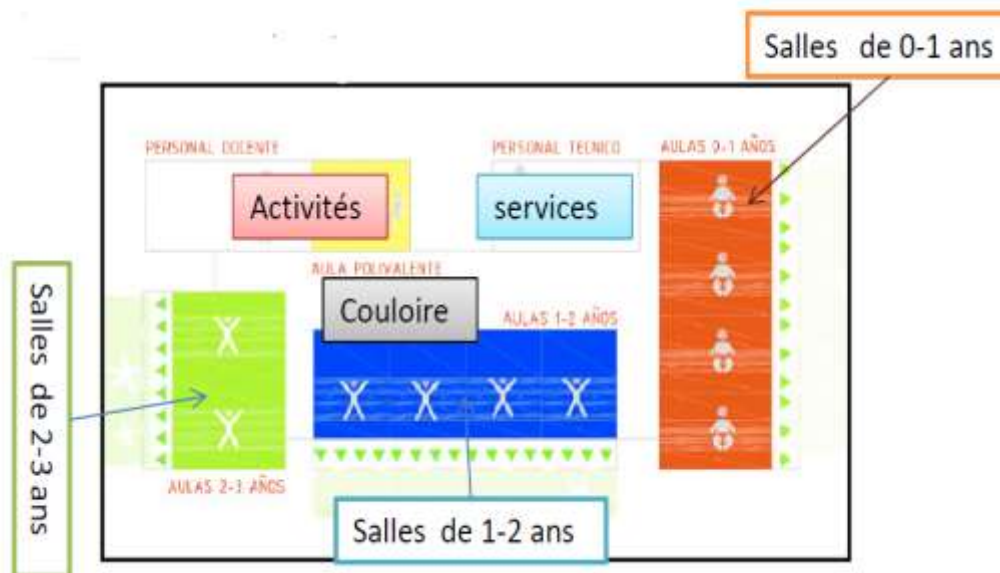 Salles de 0-1 ans
PERSONAL DOCENTE
PERSONAL TECNICO
AULAS 0-1 AÑOS
Activités
services
AULA POLIVALENTE
Couloire
AULAS 1-2 AÑOS
Salles de 2-3 ans
AULAS 2-3 AÑOS
Salles de 1-2 ans